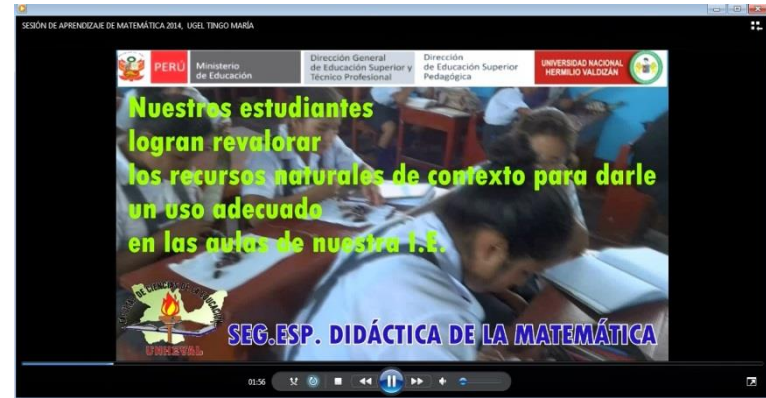 SESIÓN DE APRENDIZAJE DE MATEMÁTICA 2014, UGEL TINGO MARÍA
PERÚ
Ministerio
de Educación
Dirección General
de Educación Superior y
Técnico Profesional
Dirección
de Educación Superior
Pedagógica
UNIVERSIDAD NACIONAL
HERMILIO VALDIZÁN
Nuestros estudiantes
logran revalorar
los recursos naturales de contexto para darle
un uso adecuado
en las aulas de nuestra I.E.
UNHEVAL
SEG.ESP. DIDÁCTICA DE LA MATEMÁTICA
01:56